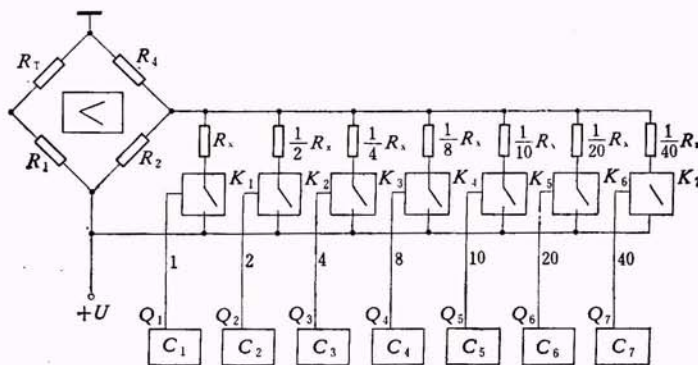 R_T R_4
< 
R_1 R_2
R_x 1/2 R_x 1/4 R_x 1/8 R_x 1/10 R_x 1/20 R_x 1/40 R_x
K_1 K_2 K_3 K_4 K_5 K_6 K_7
1 2 4 8 10 20 40
+U Q_1 Q_2 Q_3 Q_4 Q_5 Q_6 Q_7
C_1 C_2 C_3 C_4 C_5 C_6 C_7